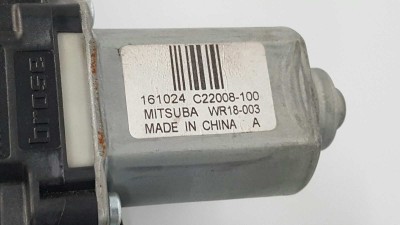 brose
161024 C22008-100
MITSUBA WR18-003
MADE IN CHINA A